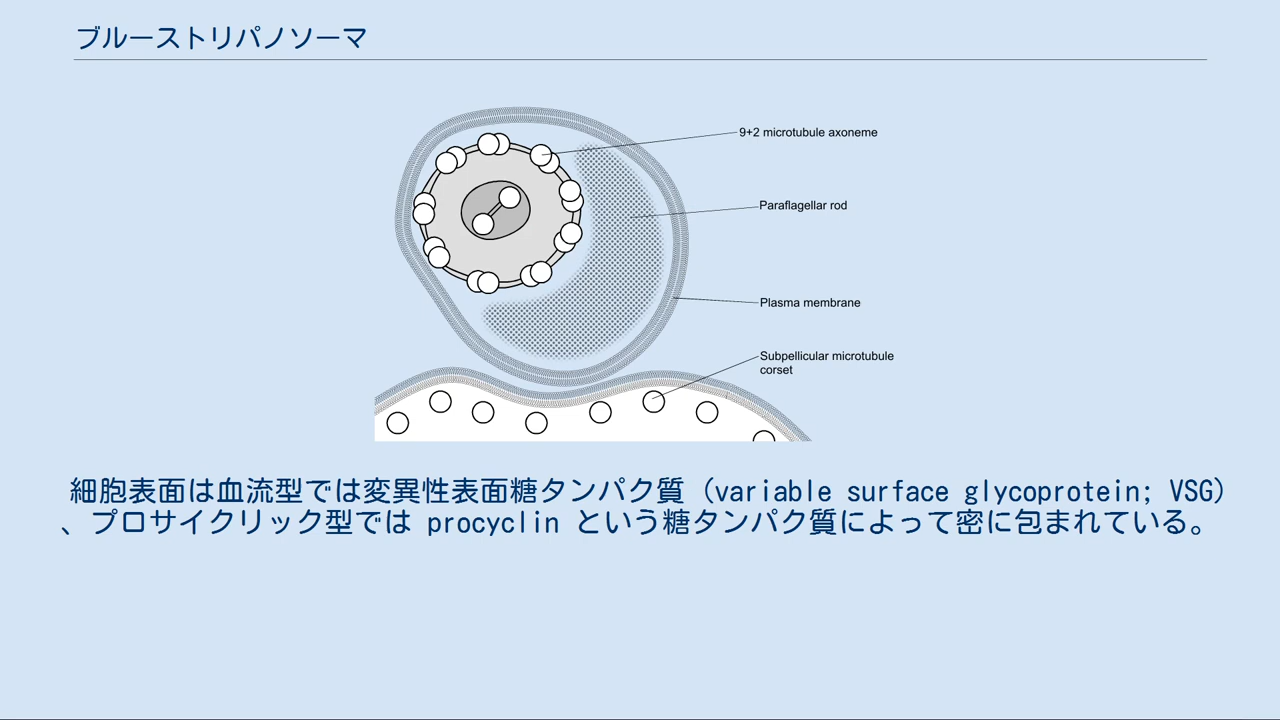 ブルーストリパノソーマ
9+2 microtubule axoneme
Paraflagellar rod
Plasma membrane
Subpellicular microtubule
corset
細胞表面は血流型では変異性表面糖タンパク質（variable surface glycoprotein; VSG）
、プロサイクリック型では procyclin という糖タンパク質によって密に包まれている。